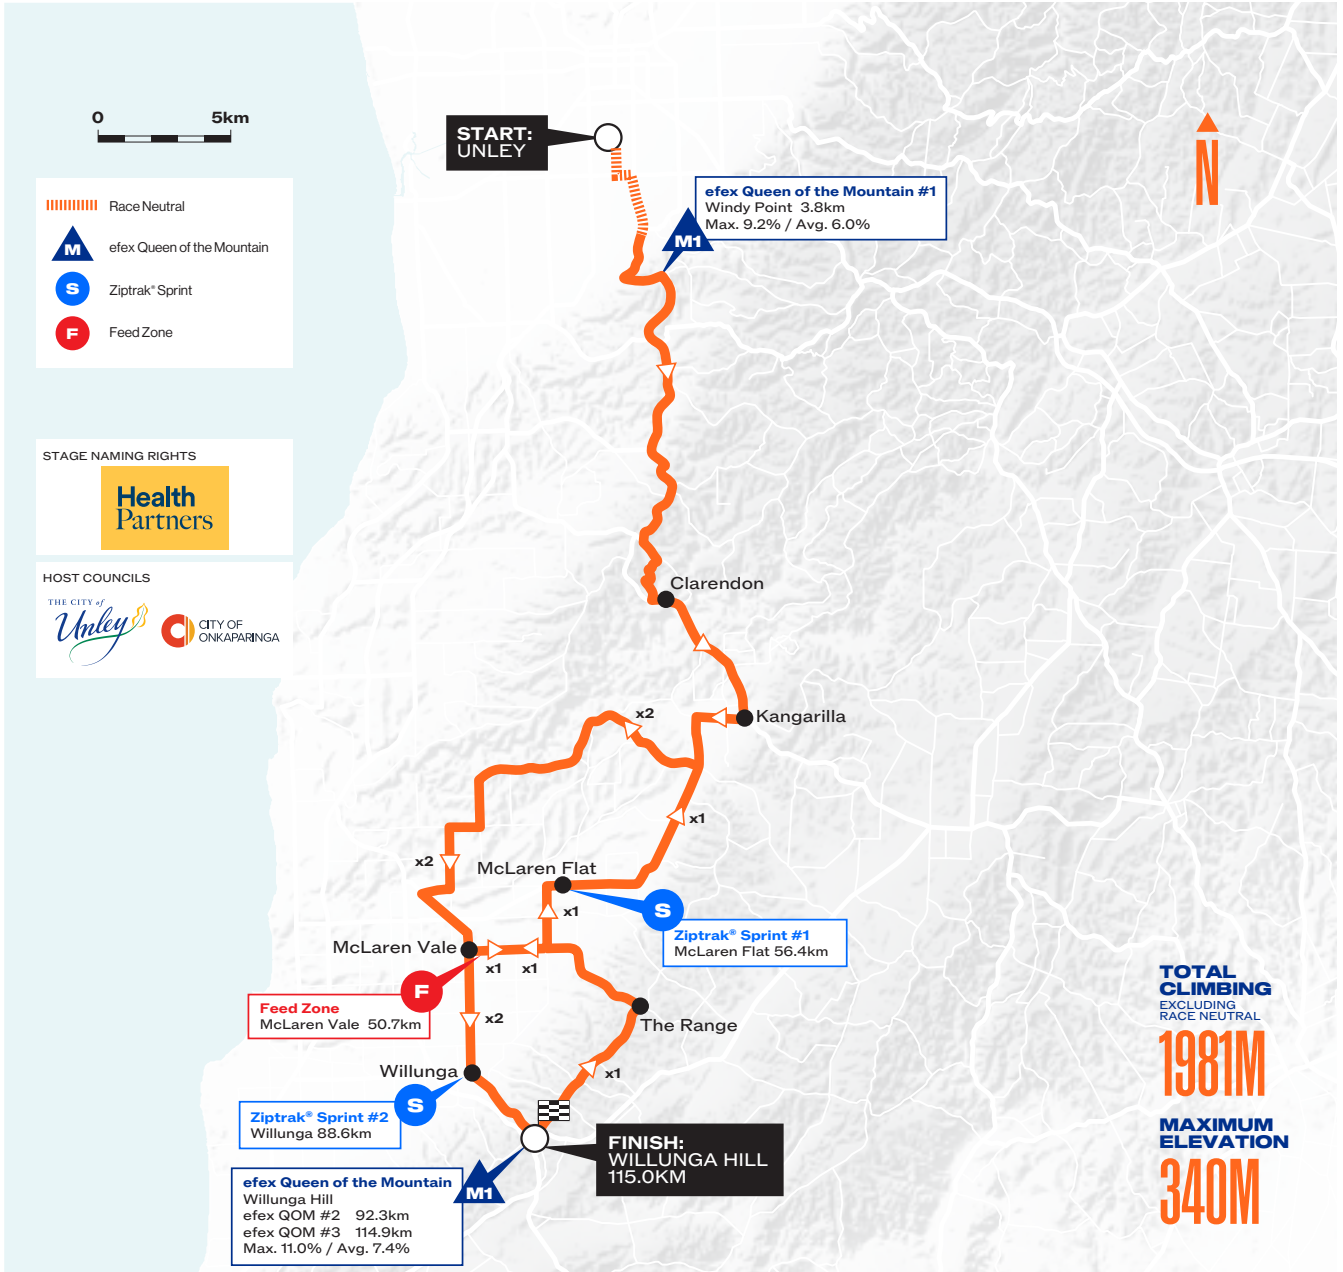 0 5km
START:
UNLEY
N
efex Queen of the Mountain #1
Windy Point 3.8km
Max. 9.2% / Avg. 6.0%
M1
Race Neutral
M efex Queen of the Mountain
S Ziptrak® Sprint
F Feed Zone
STAGE NAMING RIGHTS
Health
Partners
HOST COUNCILS
THE CITY of
Unley
CITY OF
ONKAPARINGA
Clarendon
Kangarilla
x2
x1
x2
McLaren Flat
x1
S
Ziptrak® Sprint #1
McLaren Flat 56.4km
McLaren Vale
x1 x1
F
Feed Zone
McLaren Vale 50.7km
x2
The Range
Willunga
x1
S
Ziptrak® Sprint #2
Willunga 88.6km
FINISH:
WILLUNGA HILL
115.0KM
M1
efex Queen of the Mountain
Willunga Hill
efex QOM #2 92.3km
efex QOM #3 114.9km
Max. 11.0% / Avg. 7.4%
TOTAL
CLIMBING
EXCLUDING
RACE NEUTRAL
1981M
MAXIMUM
ELEVATION
340M